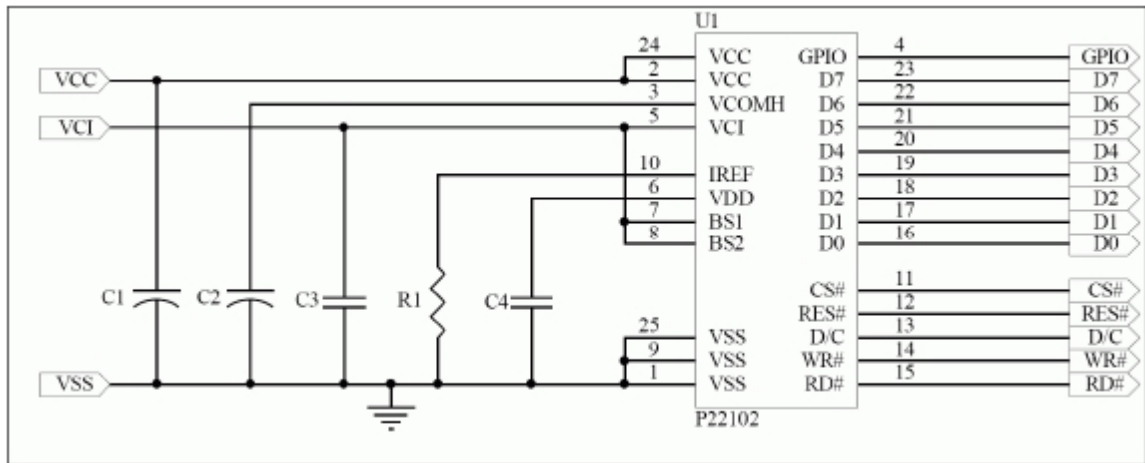 U1
24 VCC GPIO 4 GPIO
VCC 2 VCC D7 23 D7
3 VCOMH D6 22 D6
VCI 5 VCI D5 21 D5
D4 20 D4
10 IREF D3 19 D3
6 VDD D2 18 D2
7 BS1 D1 17 D1
8 BS2 D0 16 D0
C1 C2 C3 R1 C4
CS# 11 CS#
RES# 12 RES#
25 VSS D/C 13 D/C
9 VSS WR# 14 WR#
VSS 1 VSS RD# 15 RD#
P22102